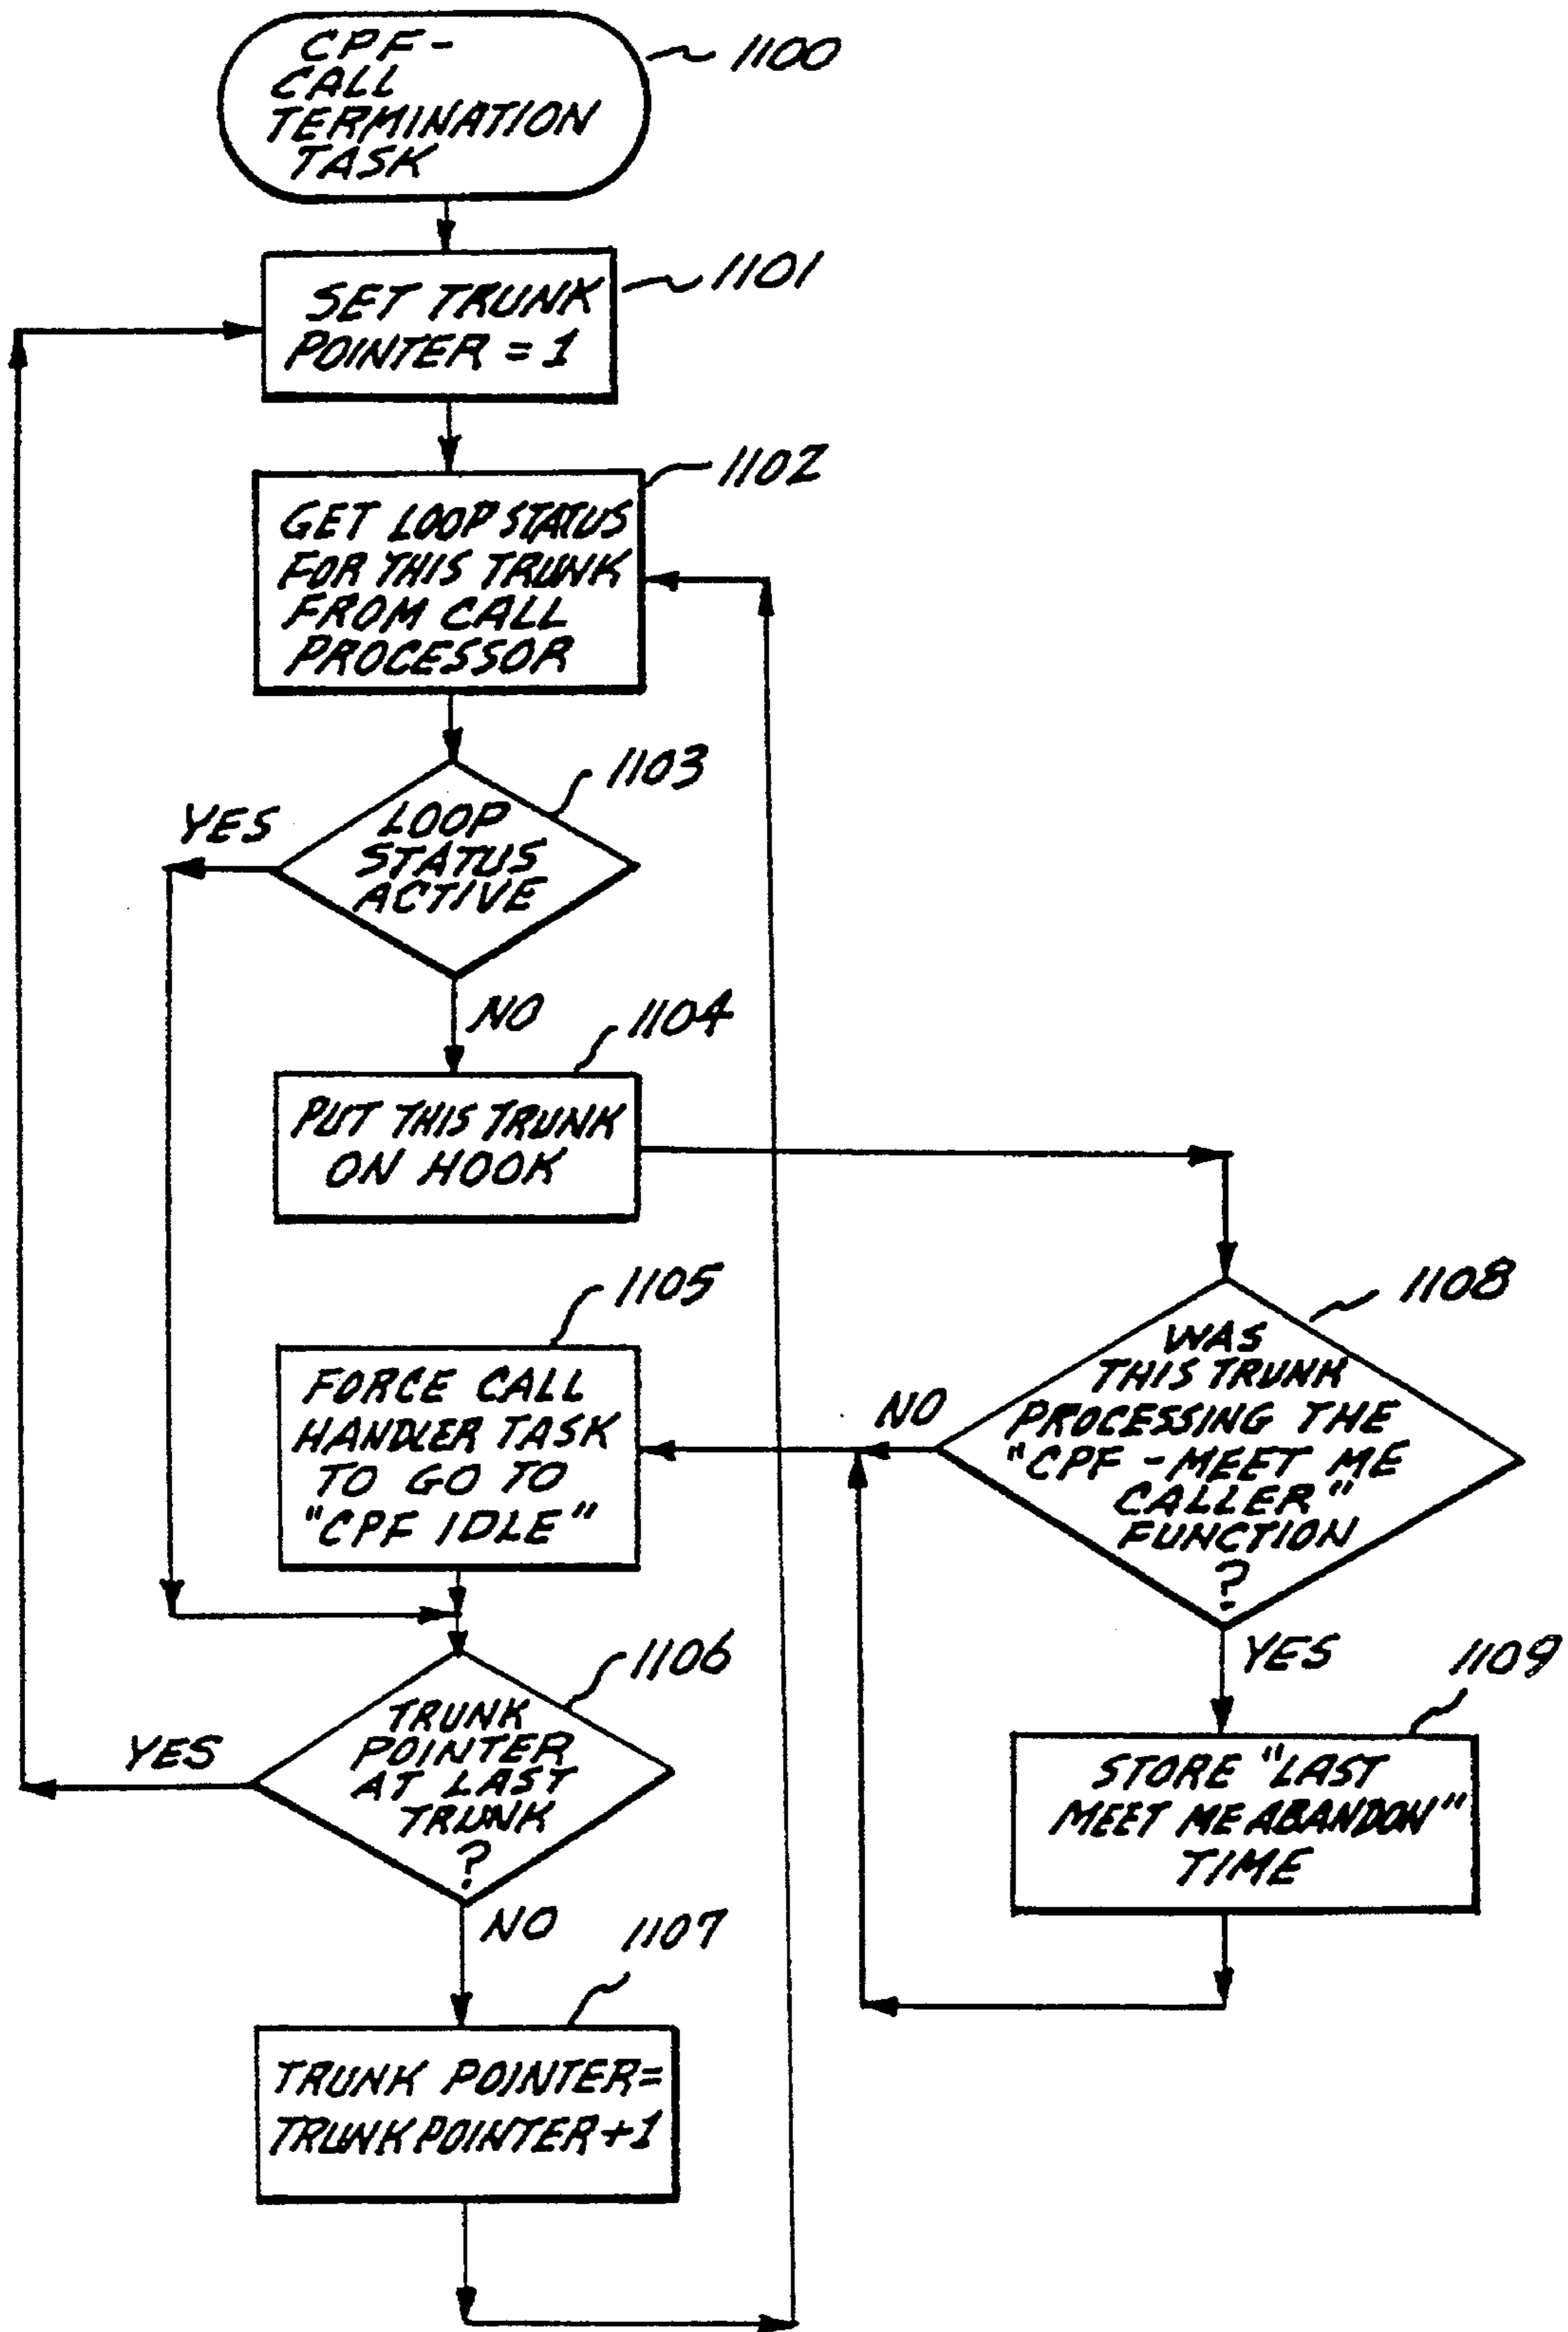 CPF-
CALL
TERMINATION
TASK
1100
SET TRUNK
POINTER = 1
1101
GET LOOP STATUS
FOR THIS TRUNK
FROM CALL
PROCESSOR
1102
LOOP
STATUS
ACTIVE
1103
YES
NO
PUT THIS TRUNK
ON HOOK
1104
WAS
THIS TRUNK
PROCESSING THE
"CPF - MEET ME
CALLER"
FUNCTION
?
1108
NO
YES
FORCE CALL
HANDLER TASK
TO GO TO
"CPF IDLE"
1105
STORE "LAST
MEET ME ABANDON"
TIME
1109
TRUNK
POINTER
AT LAST
TRUNK
?
1106
YES
NO
TRUNK POINTER=
TRUNK POINTER+1
1107